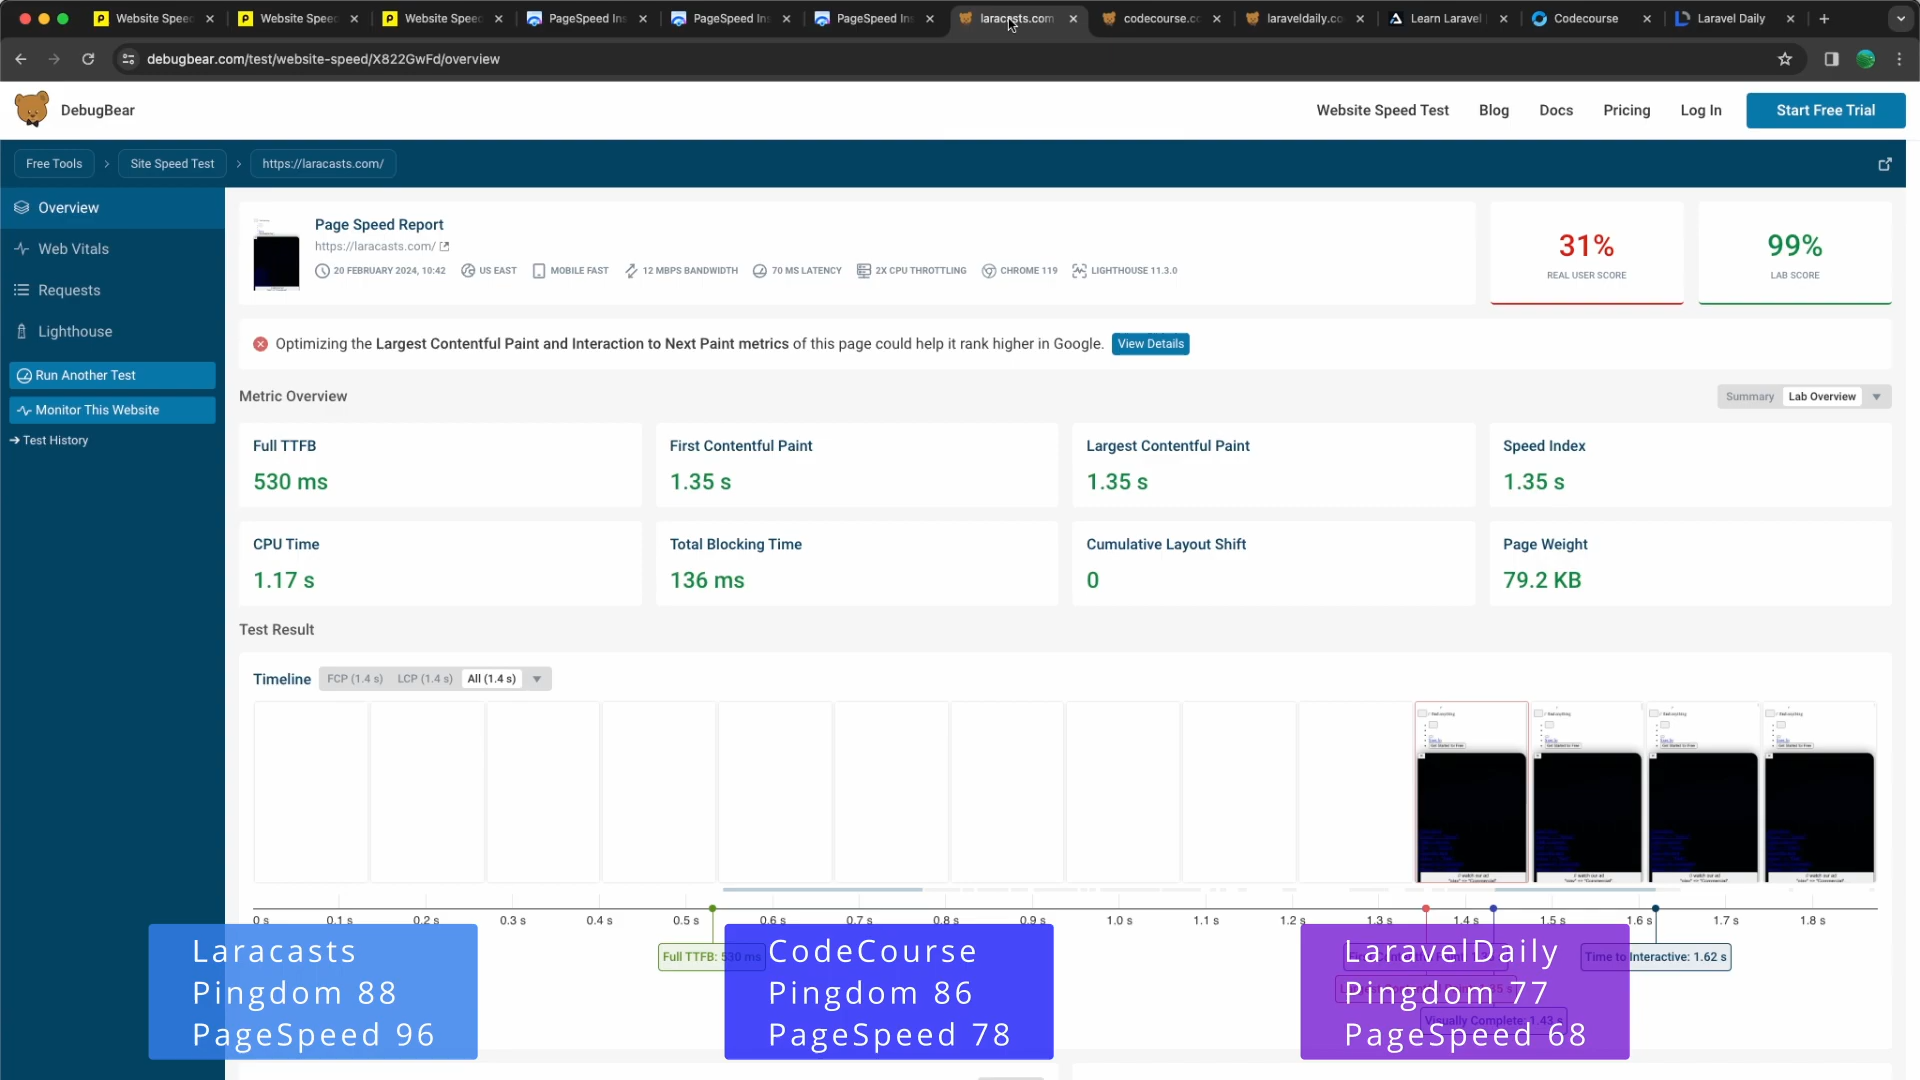 Website Speed
Website Speed
Website Speed
PageSpeed Ins
PageSpeed Ins
PageSpeed Ins
laracasts.com
codecourse.co
laraveldaily.co
Learn Laravel
Codecourse
Laravel Daily
debugbear.com/test/website-speed/X822GwFd/overview
DebugBear
Website Speed Test
Blog
Docs
Pricing
Log In
Start Free Trial
Free Tools
Site Speed Test
https://laracasts.com/
Overview
Web Vitals
Requests
Lighthouse
Run Another Test
Monitor This Website
Test History
Page Speed Report
https://laracasts.com/
20 FEBRUARY 2024, 10:42
US EAST
MOBILE FAST
12 MBPS BANDWIDTH
70 MS LATENCY
2X CPU THROTTLING
CHROME 119
LIGHTHOUSE 11.3.0
31%
REAL USER SCORE
99%
LAB SCORE
Optimizing the Largest Contentful Paint and Interaction to Next Paint metrics of this page could help it rank higher in Google.
View Details
Metric Overview
Summary
Lab Overview
Full TTFB
530 ms
First Contentful Paint
1.35 s
Largest Contentful Paint
1.35 s
Speed Index
1.35 s
CPU Time
1.17 s
Total Blocking Time
136 ms
Cumulative Layout Shift
0
Page Weight
79.2 KB
Test Result
Timeline
FCP (1.4 s)
LCP (1.4 s)
All (1.4 s)
0 s
0.1 s
0.2 s
0.3 s
0.4 s
0.5 s
0.6 s
0.7 s
0.8 s
0.9 s
1.0 s
1.1 s
1.2 s
1.3 s
1.4 s
1.5 s
1.6 s
1.7 s
1.8 s
Full TTFB: 530 ms
Time to Interactive: 1.62 s
Visually Complete: 1.43 s
Laracasts
Pingdom 88
PageSpeed 96
CodeCourse
Pingdom 86
PageSpeed 78
LaravelDaily
Pingdom 77
PageSpeed 68